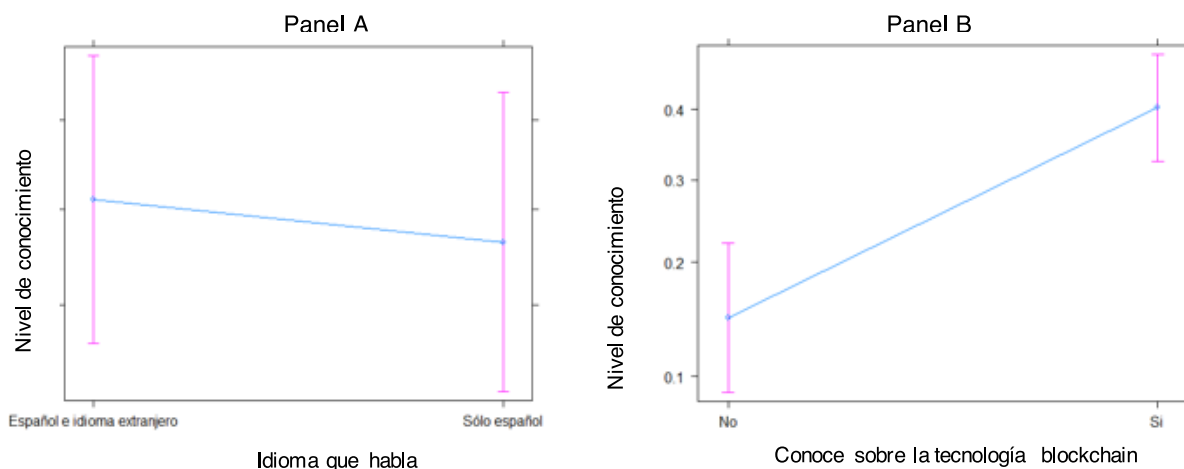 Panel A
Nivel de conocimiento
Español e idioma extranjero
Sólo español
Idioma que habla
Panel B
Nivel de conocimiento
0.4
0.3
0.2
0.1
No
Si
Conoce sobre la tecnología blockchain